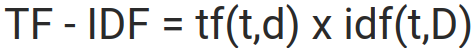 TF - IDF = tf(t,d) x idf(t,D)